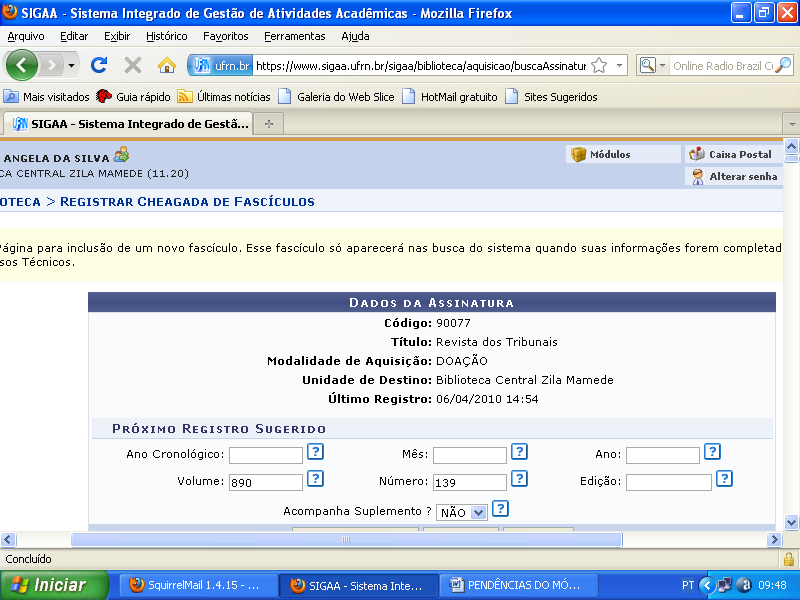 SIGAA - Sistema Integrado de Gestão de Atividades Acadêmicas - Mozilla Firefox
Arquivo Editar Exibir Histórico Favoritos Ferramentas Ajuda
ufrn.br https://www.sigaa.ufrn.br/sigaa/biblioteca/aquisicao/buscaAssinatur Online Radio Brazil Cu
Mais visitados Guia rápido Últimas notícias Galeria do Web Slice HotMail gratuito Sites Sugeridos
SIGAA - Sistema Integrado de Gestã...
ANGELA DA SILVA Módulos Caixa Postal
CA CENTRAL ZILA MAMEDE (11.20) Alterar senha
OTECA > REGISTRAR CHEAGADA DE FASCÍCULOS
Página para inclusão de um novo fascículo. Esse fascículo só aparecerá nas busca do sistema quando suas informações forem completad
sos Técnicos.
DADOS DA ASSINATURA
Código: 90077
Título: Revista dos Tribunais
Modalidade de Aquisição: DOAÇÃO
Unidade de Destino: Biblioteca Central Zila Mamede
Último Registro: 06/04/2010 14:54
PRÓXIMO REGISTRO SUGERIDO
Ano Cronológico: ? Mês: ? Ano: ?
Volume: 890 ? Número: 139 ? Edição: ?
Acompanha Suplemento ? NÃO ?
Concluído
Iniciar SquirrelMail 1.4.15 - ... SIGAA - Sistema Inte... PENDÊNCIAS DO MÓ... PT 09:48